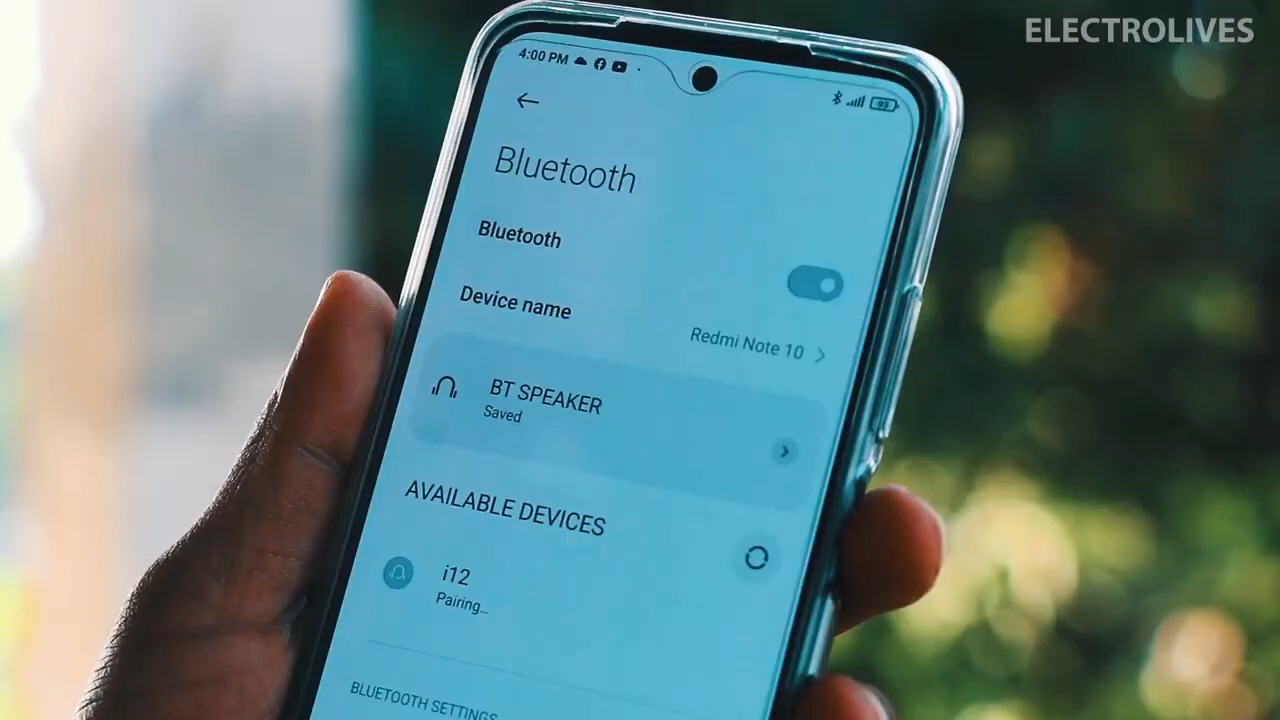 ELECTROLIVES
4:00 PM
93
Bluetooth
Bluetooth
Device name
Redmi Note 10
BT SPEAKER
Saved
AVAILABLE DEVICES
i12
Pairing...
BLUETOOTH SETTINGS